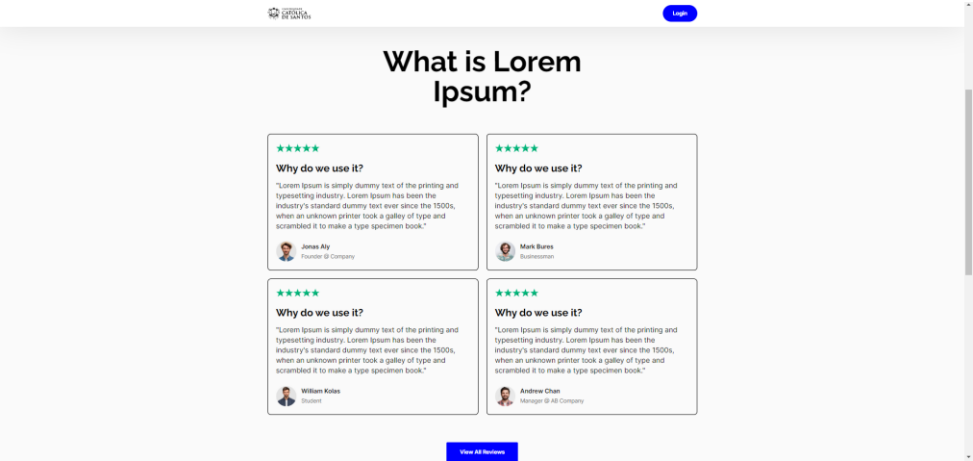 UNIVERSIDADE
CATÓLICA
DE SANTOS
Login
What is Lorem
Ipsum?
Why do we use it?
"Lorem Ipsum is simply dummy text of the printing and
typesetting industry. Lorem Ipsum has been the
industry's standard dummy text ever since the 1500s,
when an unknown printer took a galley of type and
scrambled it to make a type specimen book."
Jonas Aly
Founder @ Company
Why do we use it?
"Lorem Ipsum is simply dummy text of the printing and
typesetting industry. Lorem Ipsum has been the
industry's standard dummy text ever since the 1500s,
when an unknown printer took a galley of type and
scrambled it to make a type specimen book."
Mark Bures
Businessman
Why do we use it?
"Lorem Ipsum is simply dummy text of the printing and
typesetting industry. Lorem Ipsum has been the
industry's standard dummy text ever since the 1500s,
when an unknown printer took a galley of type and
scrambled it to make a type specimen book."
William Kolas
Student
Why do we use it?
"Lorem Ipsum is simply dummy text of the printing and
typesetting industry. Lorem Ipsum has been the
industry's standard dummy text ever since the 1500s,
when an unknown printer took a galley of type and
scrambled it to make a type specimen book."
Andrew Chan
Manager @ AB Company
View All Reviews